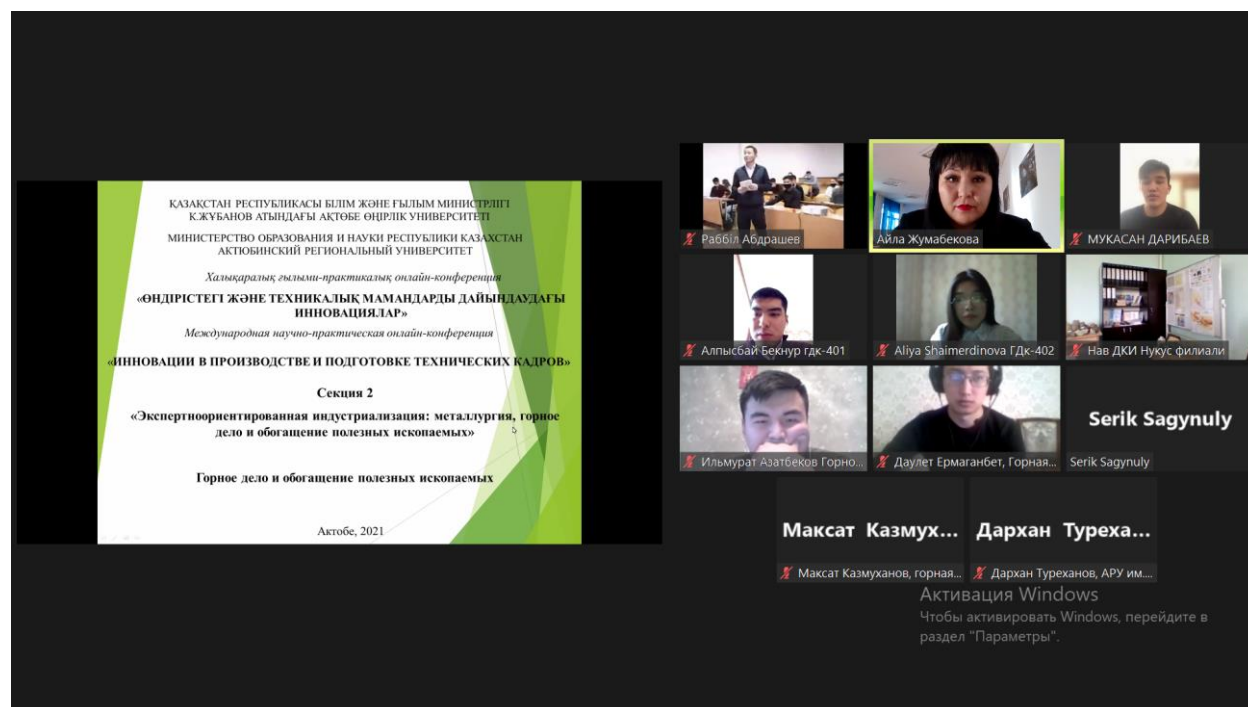 ҚАЗАҚСТАН РЕСПУБЛИКАСЫ БІЛІМ ЖӘНЕ ҒЫЛЫМ МИНИСТРЛІГІ
Қ.ЖҰБАНОВ АТЫНДАҒЫ АҚТӨБЕ ӨҢІРЛІК УНИВЕРСИТЕТІ
МИНИСТЕРСТВО ОБРАЗОВАНИЯ И НАУКИ РЕСПУБЛИКИ КАЗАХСТАН
АКТЮБИНСКИЙ РЕГИОНАЛЬНЫЙ УНИВЕРСИТЕТ
Халықаралық ғылыми-практикалық онлайн-конференция
«ӨНДІРІСТЕГІ ЖӘНЕ ТЕХНИКАЛЫҚ МАМАНДАРДЫ ДАЙЫНДАУДАҒЫ
ИННОВАЦИЯЛАР»
Международная научно-практическая онлайн-конференция
«ИННОВАЦИИ В ПРОИЗВОДСТВЕ И ПОДГОТОВКЕ ТЕХНИЧЕСКИХ КАДРОВ»
Секция 2
«Экспертноориентированная индустриализация: металлургия, горное
дело и обогащение полезных ископаемых»
Горное дело и обогащение полезных ископаемых
Актобе, 2021
Раббіл Абдрашев
Айла Жумабекова
МУКАСАН ДАРИБАЕВ
Алпысбай Бекнур гдк-401
Aliya Shaimerdinova ГДк-402
Нав ДКИ Нукус филиали
Ильмурат Азатбеков Горно...
Даулет Ермаганбет, Горная...
Serik Sagynuly
Serik Sagynuly
Максат Казмух...
Дархан Туреха...
Максат Казмуханов, горная...
Дархан Туреханов, АРУ им....
Активация Windows
Чтобы активировать Windows, перейдите в
раздел "Параметры".